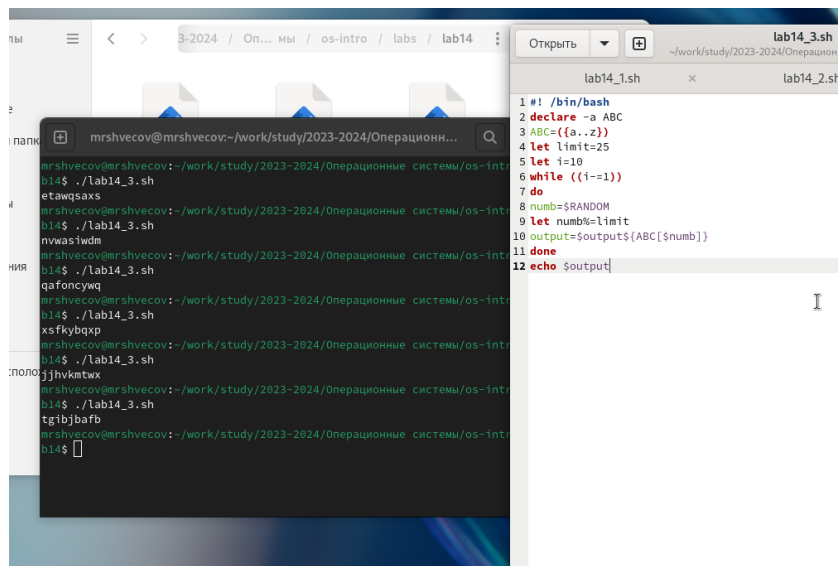 лы
3-2024 / Оп... мы / os-intro / labs / lab14
Открыть
lab14_3.sh
~/work/study/2023-2024/Операцион
lab14_1.sh × lab14_2.sh
е
папк
ы
ния
споло
mrshvecov@mrshvecov:~/work/study/2023-2024/Операционн...
mrshvecov@mrshvecov:~/work/study/2023-2024/Операционные системы/os-intr
b14$ ./lab14_3.sh
etawqsaxs
mrshvecov@mrshvecov:~/work/study/2023-2024/Операционные системы/os-intr
b14$ ./lab14_3.sh
nvwasiwdm
mrshvecov@mrshvecov:~/work/study/2023-2024/Операционные системы/os-intr
b14$ ./lab14_3.sh
qafoncywq
mrshvecov@mrshvecov:~/work/study/2023-2024/Операционные системы/os-intr
b14$ ./lab14_3.sh
xsfkybqxp
mrshvecov@mrshvecov:~/work/study/2023-2024/Операционные системы/os-intr
b14$ ./lab14_3.sh
jjhvkmtwx
mrshvecov@mrshvecov:~/work/study/2023-2024/Операционные системы/os-intr
b14$ ./lab14_3.sh
tgibjbafb
mrshvecov@mrshvecov:~/work/study/2023-2024/Операционные системы/os-intr
b14$
1 #! /bin/bash
2 declare -a ABC
3 ABC=({a..z})
4 let limit=25
5 let i=10
6 while ((i-=1))
7 do
8 numb=$RANDOM
9 let numb%=limit
10 output=$output${ABC[$numb]}
11 done
12 echo $output